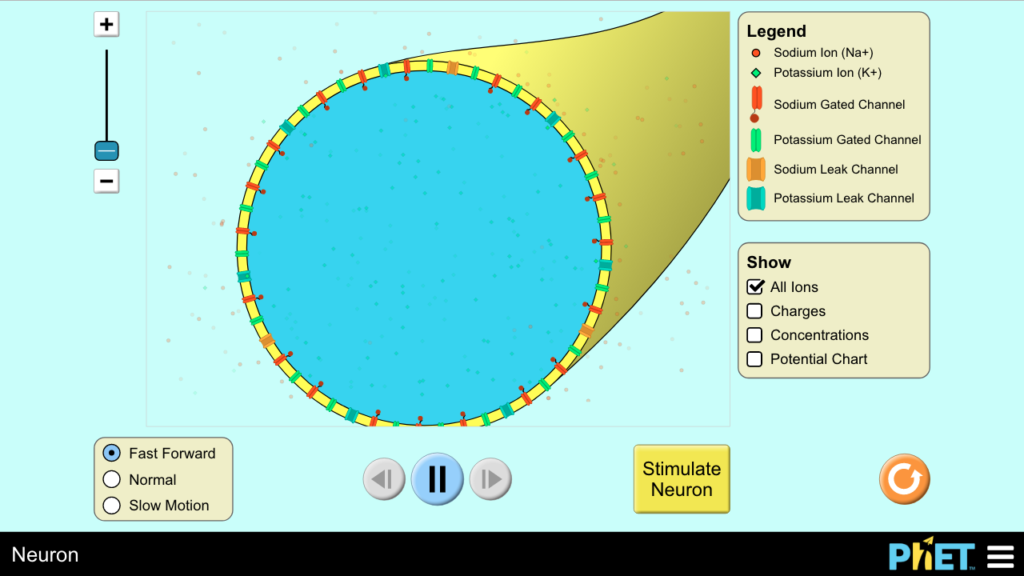 +
−
Legend
Sodium Ion (Na+)
Potassium Ion (K+)
Sodium Gated Channel
Potassium Gated Channel
Sodium Leak Channel
Potassium Leak Channel
Show
All Ions
Charges
Concentrations
Potential Chart
Fast Forward
Normal
Slow Motion
Stimulate
Neuron
Neuron
PhET